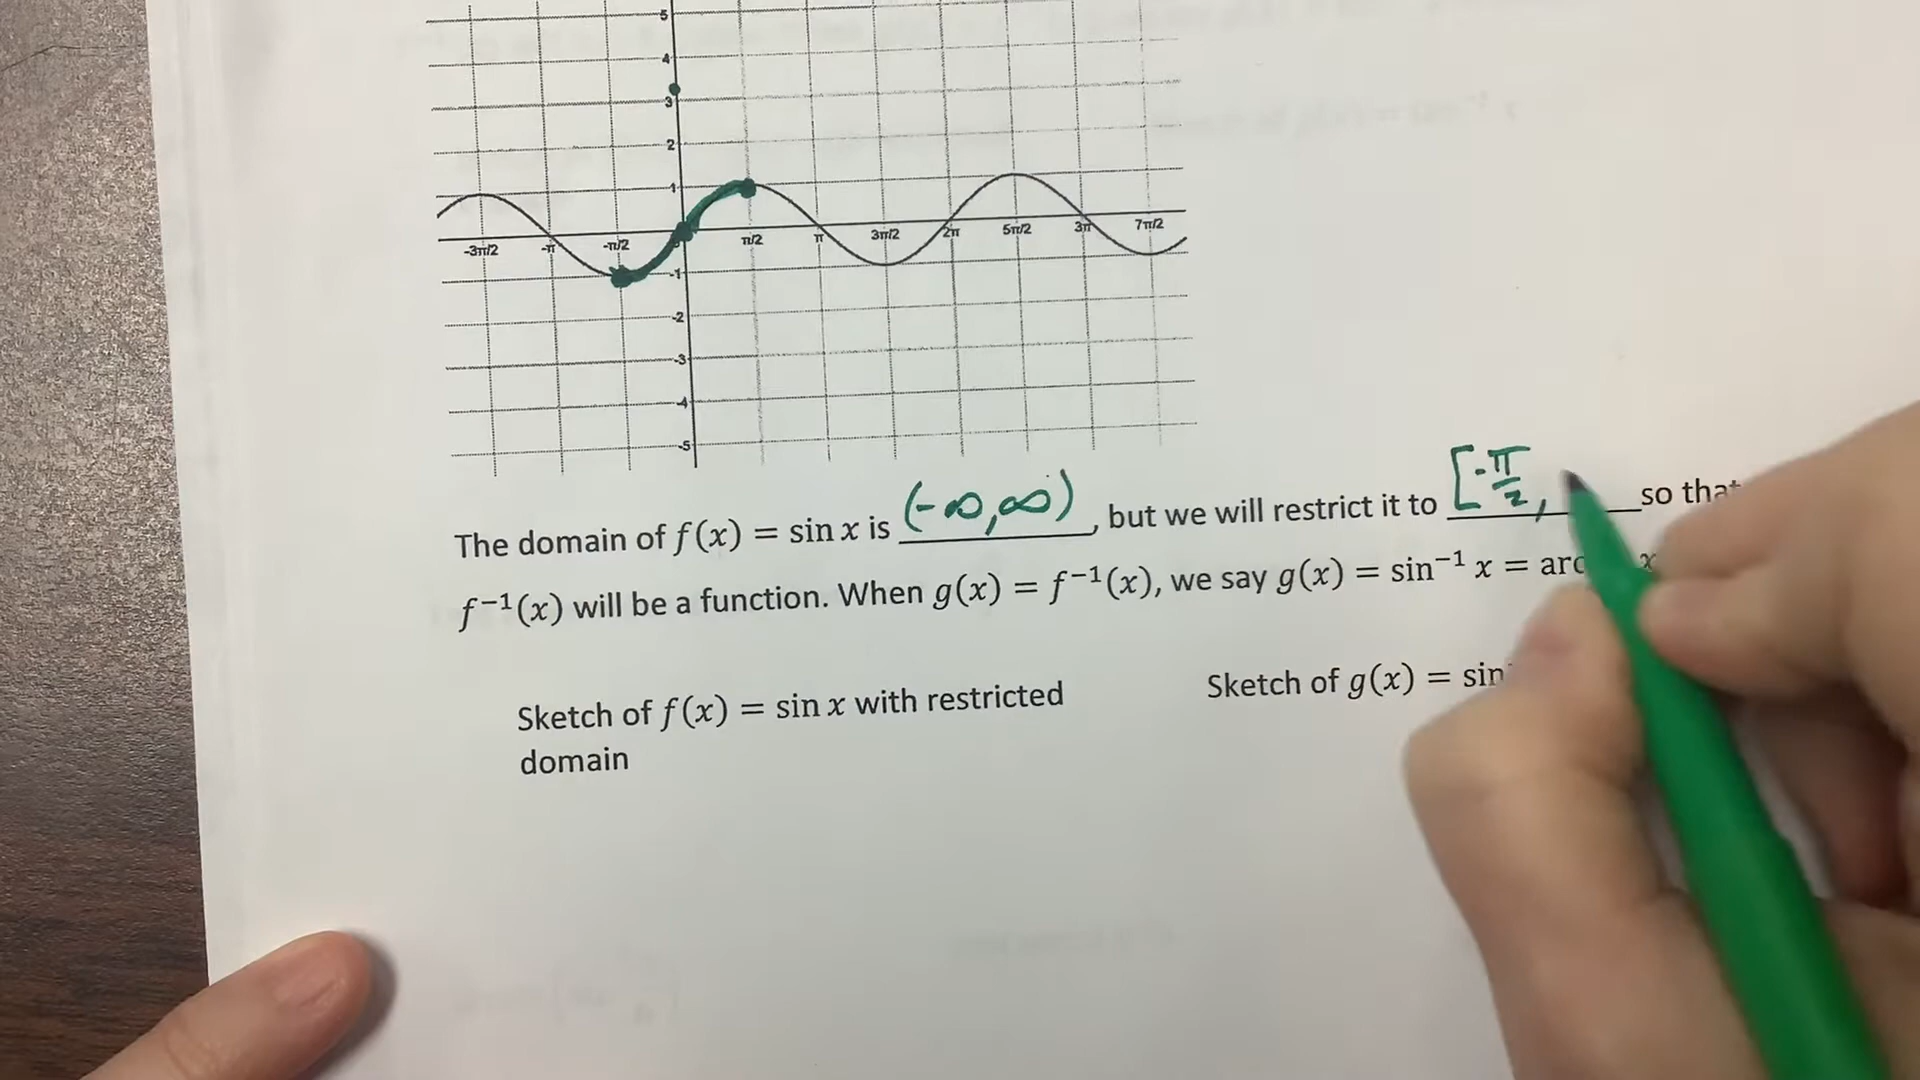 5
4
3
2
1
-3π/2 -π -π/2 π/2 π 3π/2 2π 5π/2 3π 7π/2
-1
-2
-3
-4
-5
The domain of f(x) = sin x is (-∞,∞), but we will restrict it to [-π/2, so that
f⁻¹(x) will be a function. When g(x) = f⁻¹(x), we say g(x) = sin⁻¹ x = arc x
Sketch of f(x) = sin x with restricted
domain
Sketch of g(x) = sin